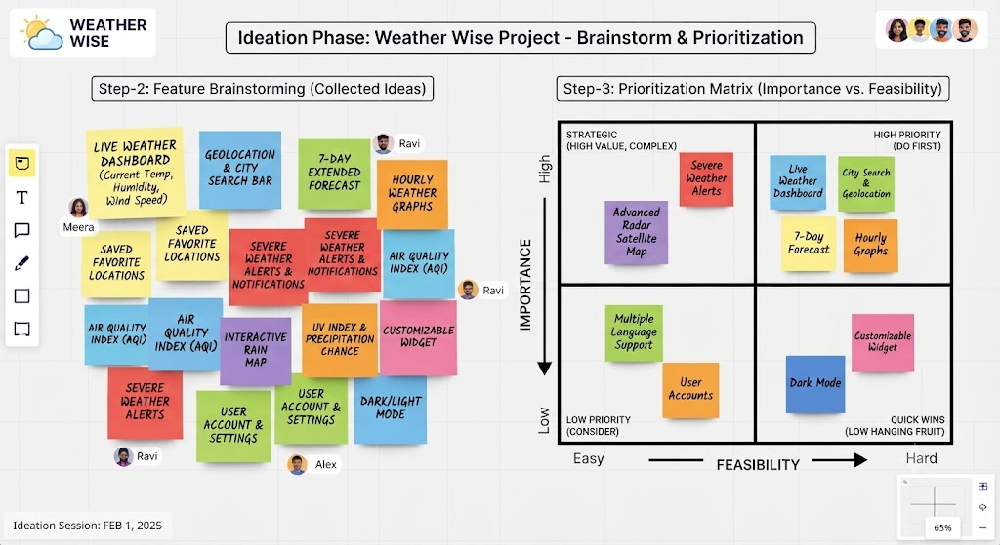 WEATHER
WISE
Ideation Phase: Weather Wise Project - Brainstorm & Prioritization
Step-2: Feature Brainstorming (Collected Ideas)
LIVE WEATHER
DASHBOARD
(Current Temp,
Humidity,
Wind Speed)
Meera
GEOLOCATION
& CITY
SEARCH BAR
7-DAY
EXTENDED
FORECAST
Ravi
HOURLY
WEATHER
GRAPHS
SAVED
FAVORITE
LOCATIONS
SAVED
FAVORITE
LOCATIONS
SEVERE
WEATHER
ALERTS &
NOTIFICATIONS
SEVERE
WEATHER
ALERTS &
NOTIFICATIONS
AIR QUALITY
INDEX (AQI)
Ravi
AIR QUALITY
INDEX (AQI)
AIR
QUALITY
INDEX (AQI)
INTERACTIVE
RAIN
MAP
UV INDEX &
PRECIPITATION
CHANCE
CUSTOMIZABLE
WIDGET
SEVERE
WEATHER
ALERTS
Ravi
USER
ACCOUNT &
SETTINGS
USER
ACCOUNT &
SETTINGS
Alex
DARK/LIGHT
MODE
T
Ideation Session: FEB 1, 2025
Step-3: Prioritization Matrix (Importance vs. Feasibility)
STRATEGIC
(HIGH VALUE, COMPLEX)
Severe
Weather
Alerts
Advanced
Radar
Satellite
Map
HIGH PRIORITY
(DO FIRST)
Live
Weather
Dashboard
City Search
&
Geolocation
7-Day
Forecast
Hourly
Graphs
Multiple
Language
Support
User
Accounts
LOW PRIORITY
(CONSIDER)
Customizable
Widget
Dark Mode
QUICK WINS
(LOW HANGING FRUIT)
High
IMPORTANCE
Low
Easy
FEASIBILITY
Hard
65%